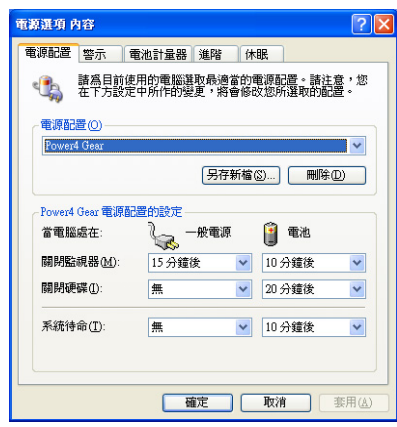 電源選項 內容
電源配置 警示 電池計量器 進階 休眠
請為目前使用的電腦選取最適當的電源配置。請注意，您
在下方設定中所作的變更，將會修改您所選取的配置。
電源配置(O)
Power4 Gear
另存新檔(S)... 刪除(D)
Power4 Gear 電源配置的設定
當電腦處在: 一般電源 電池
關閉監視器(M): 15 分鐘後 10 分鐘後
關閉硬碟(I): 無 20 分鐘後
系統待命(T): 無 10 分鐘後
確定 取消 套用(A)